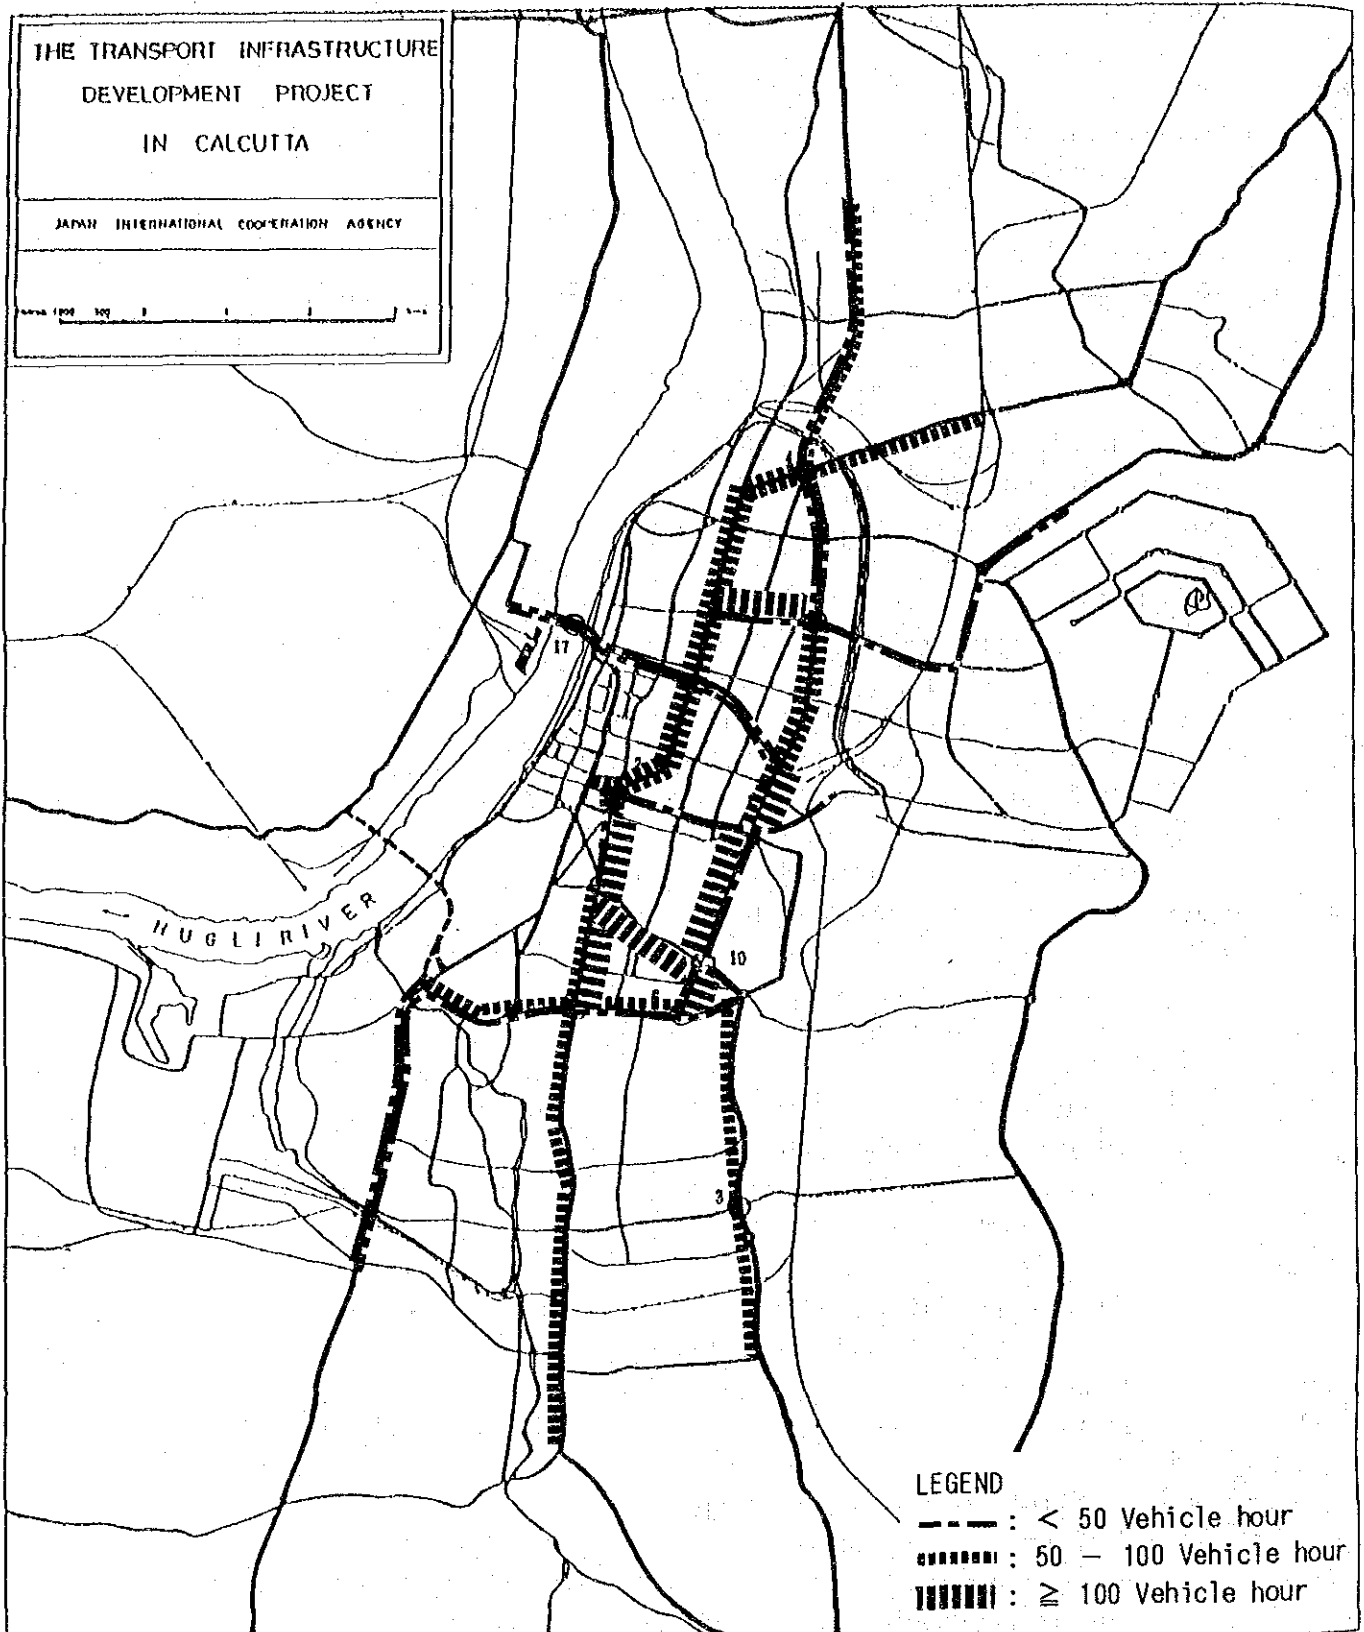 THE TRANSPORT INFRASTRUCTURE
DEVELOPMENT PROJECT
IN CALCUTTA
JAPAN INTERNATIONAL COOPERATION AGENCY
17
HUGLI RIVER
10
3
LEGEND
: < 50 Vehicle hour
: 50 – 100 Vehicle hour
: ≧ 100 Vehicle hour